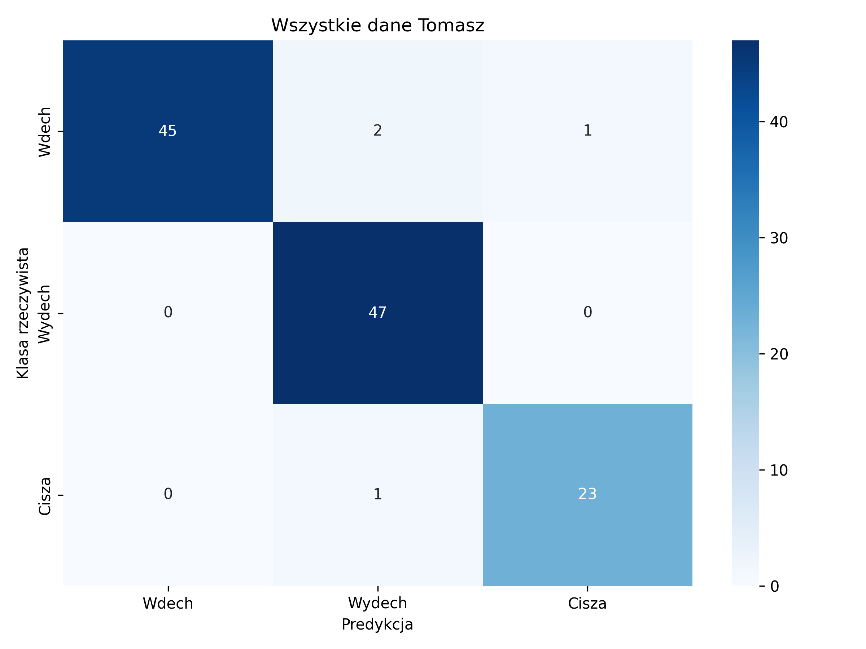 Wszystkie dane Tomasz
Klasa rzeczywista
Wdech
45 2 1
Wydech
0 47 0
Cisza
0 1 23
Wdech Wydech Cisza
Predykcja
40
30
20
10
0